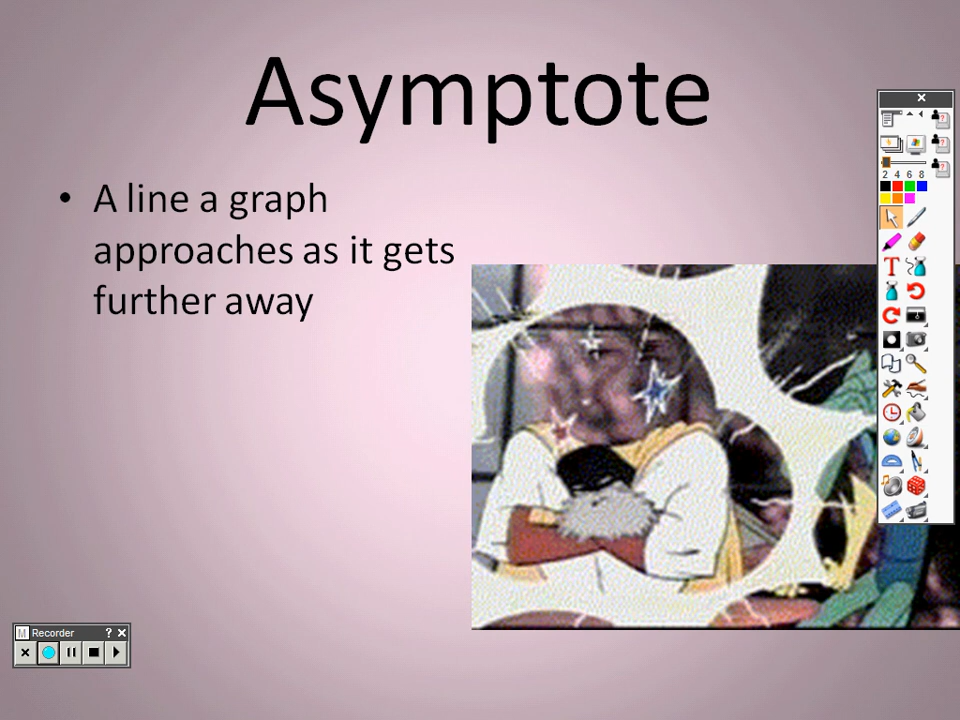 Asymptote
• A line a graph
approaches as it gets
further away
2 4 6 8
T
M Recorder ? ×